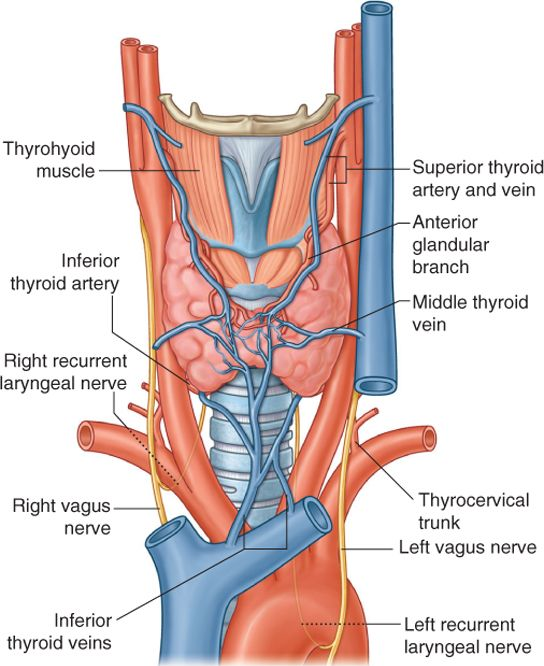 Thyrohyoid
muscle
Inferior
thyroid artery
Right recurrent
laryngeal nerve
Right vagus
nerve
Inferior
thyroid veins
Superior thyroid
artery and vein
Anterior
glandular
branch
Middle thyroid
vein
Thyrocervical
trunk
Left vagus nerve
Left recurrent
laryngeal nerve